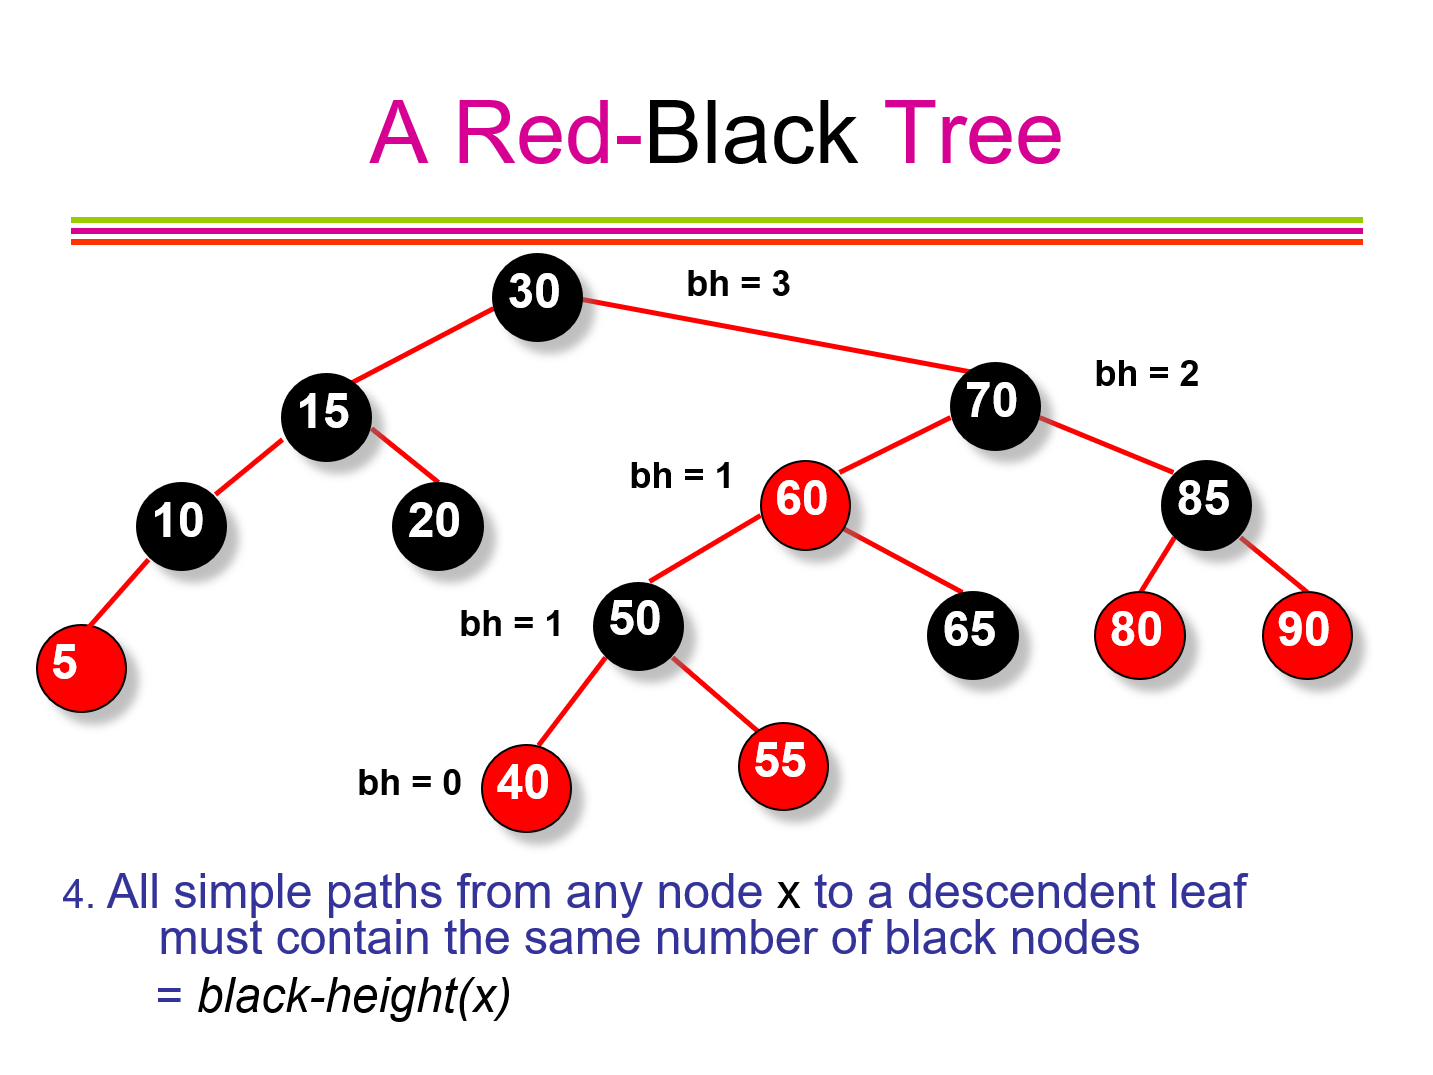 A Red-Black Tree
30
bh = 3
15
70
bh = 2
10
20
bh = 1
60
85
5
bh = 1
50
65
80
90
bh = 0
40
55
4. All simple paths from any node x to a descendent leaf
must contain the same number of black nodes
= black-height(x)